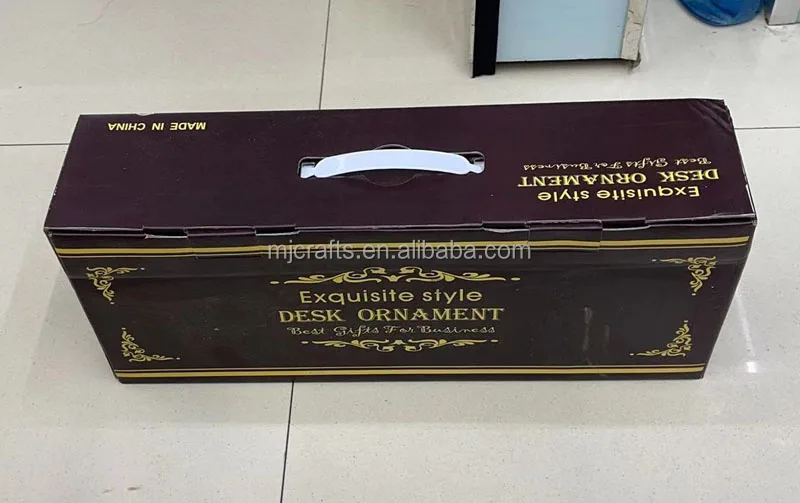 MADE IN CHINA
Exquisite style
DESK ORNAMENT
Best Gifts For Business
mjcrafts.en.alibaba.com
Exquisite style
DESK ORNAMENT
Best Gifts For Business